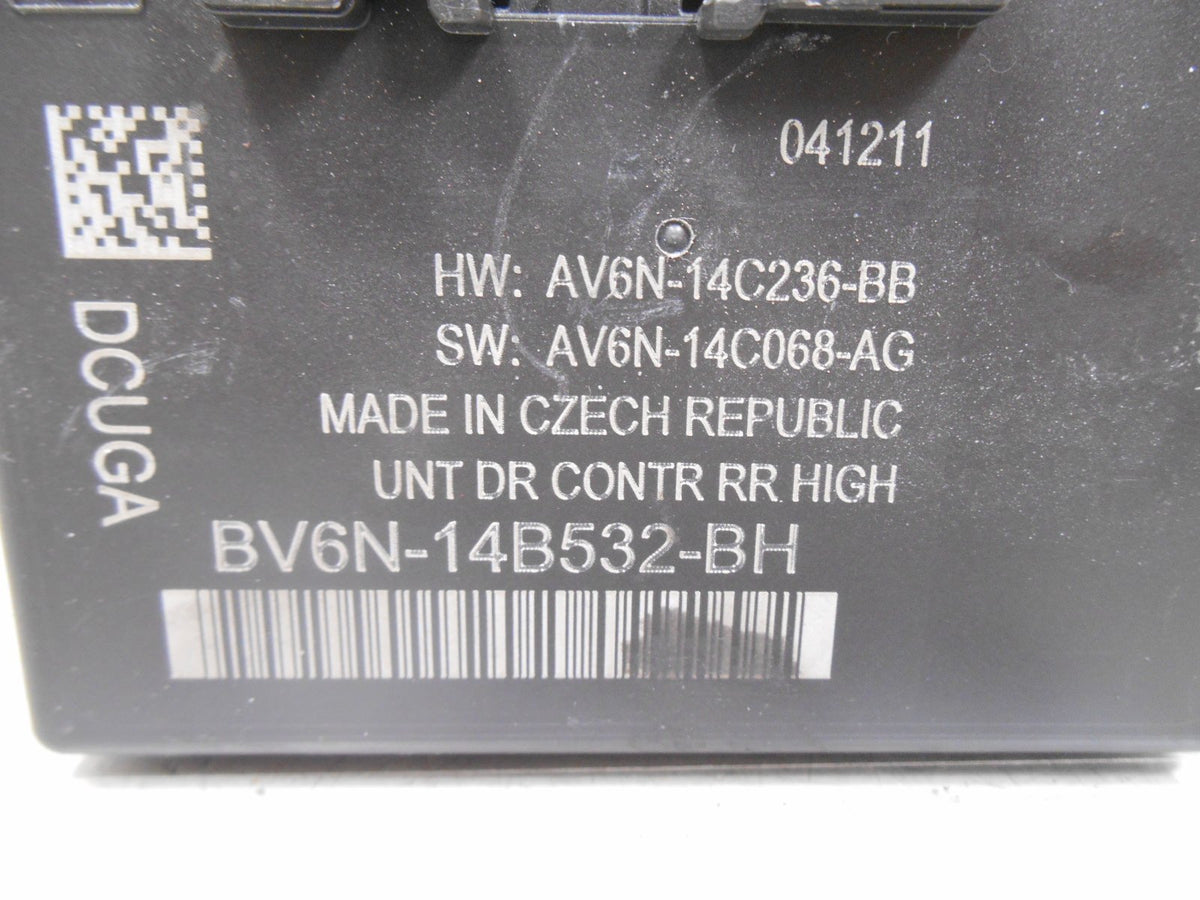 041211
HW: AV6N-14C236-BB
SW: AV6N-14C068-AG
MADE IN CZECH REPUBLIC
UNT DR CONTR RR HIGH
BV6N-14B532-BH
DCUGA